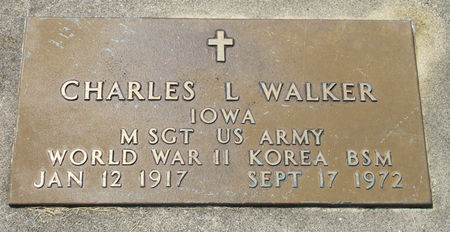 CHARLES L WALKER
IOWA
M SGT US ARMY
WORLD WAR II KOREA BSM
JAN 12 1917 SEPT 17 1972